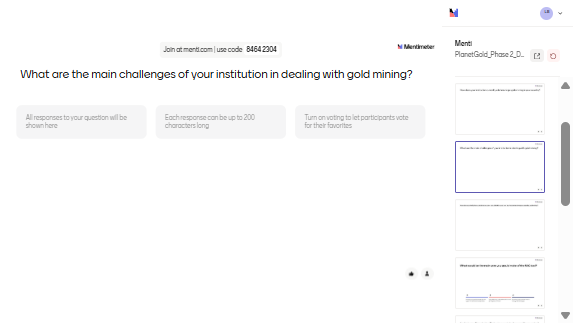 Join at menti.com | use code 8464 2304
Mentimeter
What are the main challenges of your institution in dealing with gold mining?
All responses to your question will be
shown here
Each response can be up to 200
characters long
Turn on voting to let participants vote
for their favorites
Menti
PlanetGold_Phase 2_D...